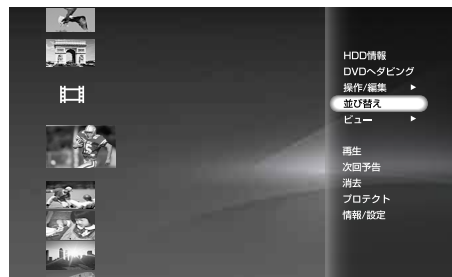 HDD情報
DVDへダビング
操作/編集 ▶
並び替え
ビュー ▶
再生
次回予告
消去
プロテクト
情報/設定